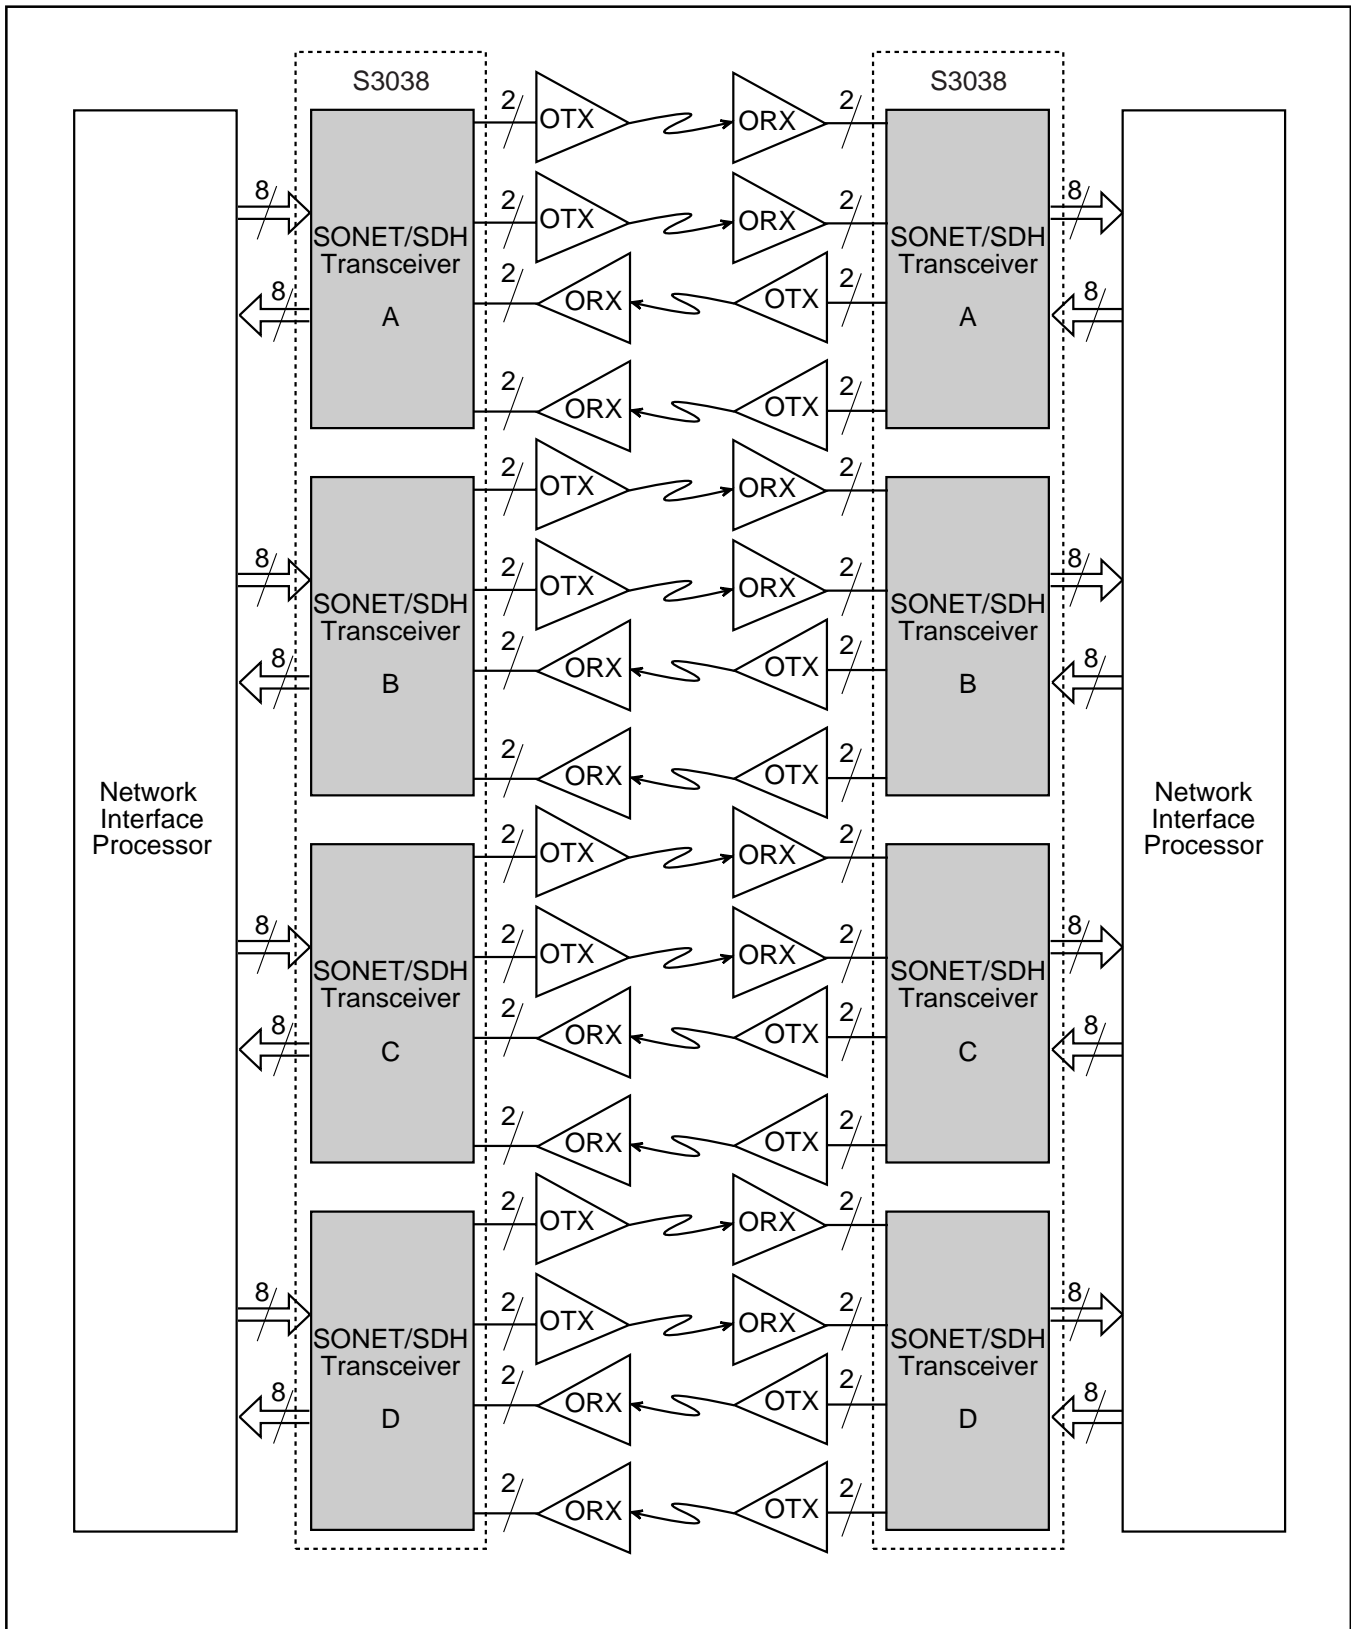 S3038
S3038
2 OTX ORX 2
8 2 OTX ORX 2 8
SONET/SDH
Transceiver
SONET/SDH
Transceiver
8 2 ORX OTX 2 8
A
A
2 ORX OTX 2
2 OTX ORX 2
8 2 OTX ORX 2 8
SONET/SDH
Transceiver
SONET/SDH
Transceiver
8 2 ORX OTX 2 8
B
B
2 ORX OTX 2
Network
Interface
Processor
Network
Interface
Processor
2 OTX ORX 2
8 2 OTX ORX 2 8
SONET/SDH
Transceiver
SONET/SDH
Transceiver
8 2 ORX OTX 2 8
C
C
2 ORX OTX 2
2 OTX ORX 2
8 2 OTX ORX 2 8
SONET/SDH
Transceiver
SONET/SDH
Transceiver
8 2 ORX OTX 2 8
D
D
2 ORX OTX 2